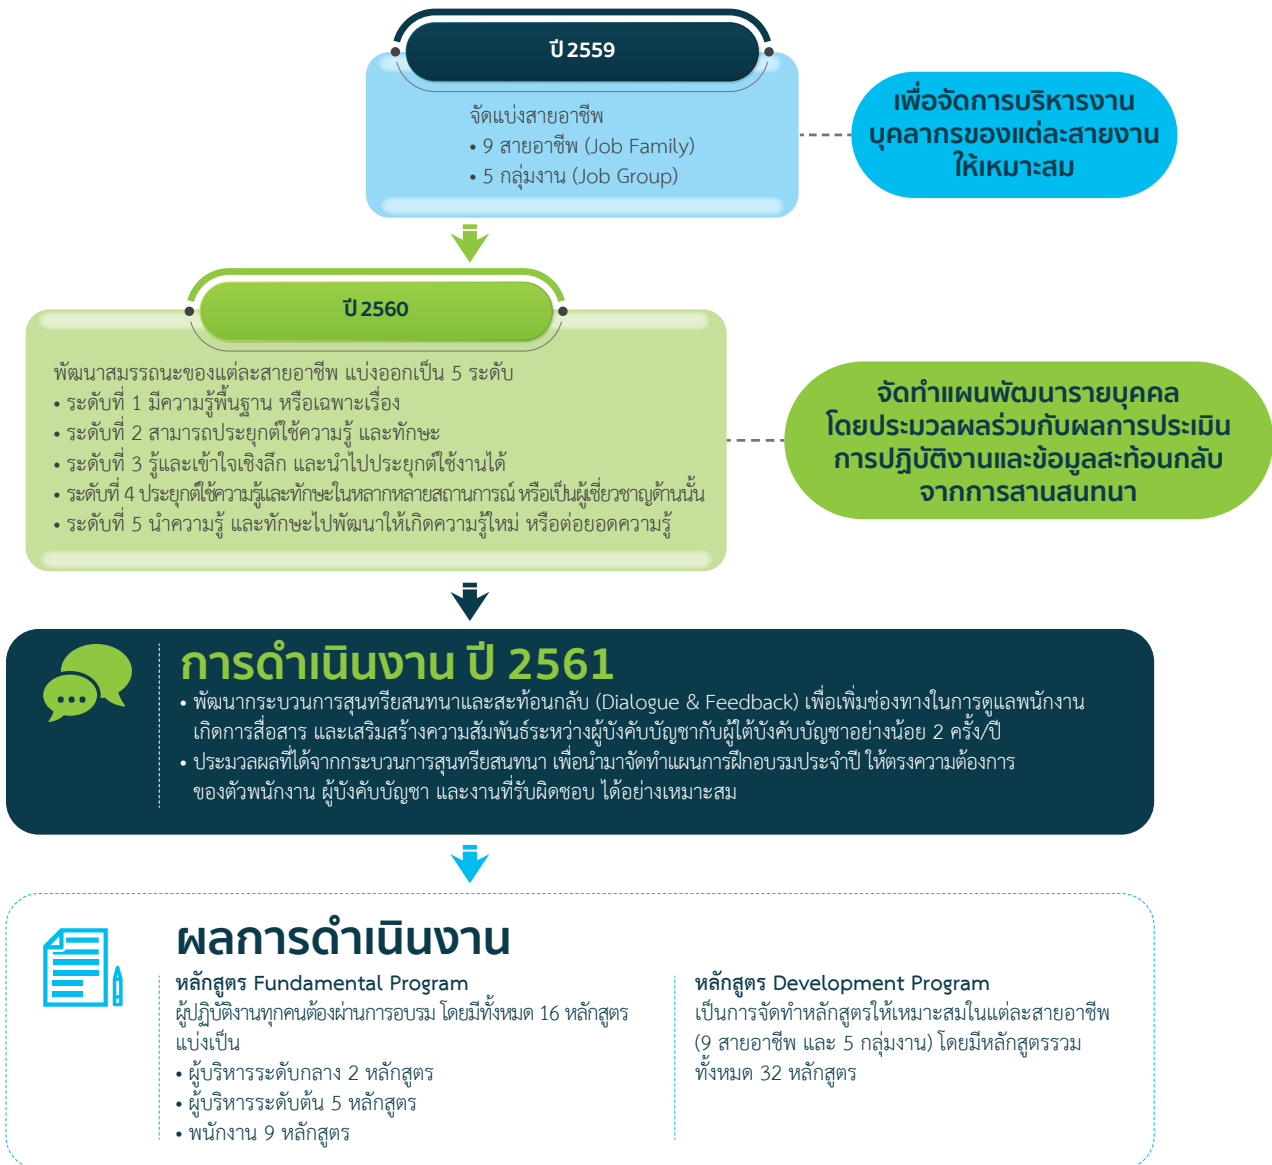 ปี 2559
จัดแบ่งสายอาชีพ
• 9 สายอาชีพ (Job Family)
• 5 กลุ่มงาน (Job Group)
เพื่อจัดการบริหารงาน
บุคลากรของแต่ละสายงาน
ให้เหมาะสม
ปี 2560
พัฒนาสมรรถนะของแต่ละสายอาชีพ แบ่งออกเป็น 5 ระดับ
• ระดับที่ 1 มีความรู้พื้นฐาน หรือเฉพาะเรื่อง
• ระดับที่ 2 สามารถประยุกต์ใช้ความรู้ และทักษะ
• ระดับที่ 3 รู้และเข้าใจเชิงลึก และนำไปประยุกต์ใช้งานได้
• ระดับที่ 4 ประยุกต์ใช้ความรู้และทักษะในหลากหลายสถานการณ์ หรือเป็นผู้เชี่ยวชาญด้านนั้น
• ระดับที่ 5 นำความรู้ และทักษะไปพัฒนาให้เกิดความรู้ใหม่ หรือต่อยอดความรู้
จัดทำแผนพัฒนารายบุคคล
โดยประมวลผลร่วมกับผลการประเมิน
การปฏิบัติงานและข้อมูลสะท้อนกลับ
จากการสานสนทนา
การดำเนินงาน ปี 2561
• พัฒนากระบวนการสุนทรียสนทนาและสะท้อนกลับ (Dialogue & Feedback) เพื่อเพิ่มช่องทางในการดูแลพนักงาน
เกิดการสื่อสาร และเสริมสร้างความสัมพันธ์ระหว่างผู้บังคับบัญชากับผู้ใต้บังคับบัญชาอย่างน้อย 2 ครั้ง/ปี
• ประมวลผลที่ได้จากกระบวนการสุนทรียสนทนา เพื่อนำมาจัดทำแผนการฝึกอบรมประจำปี ให้ตรงความต้องการ
ของตัวพนักงาน ผู้บังคับบัญชา และงานที่รับผิดชอบ ได้อย่างเหมาะสม
ผลการดำเนินงาน
หลักสูตร Fundamental Program
ผู้ปฏิบัติงานทุกคนต้องผ่านการอบรม โดยมีทั้งหมด 16 หลักสูตร
แบ่งเป็น
• ผู้บริหารระดับกลาง 2 หลักสูตร
• ผู้บริหารระดับต้น 5 หลักสูตร
• พนักงาน 9 หลักสูตร
หลักสูตร Development Program
เป็นการจัดทำหลักสูตรให้เหมาะสมในแต่ละสายอาชีพ
(9 สายอาชีพ และ 5 กลุ่มงาน) โดยมีหลักสูตรรวม
ทั้งหมด 32 หลักสูตร